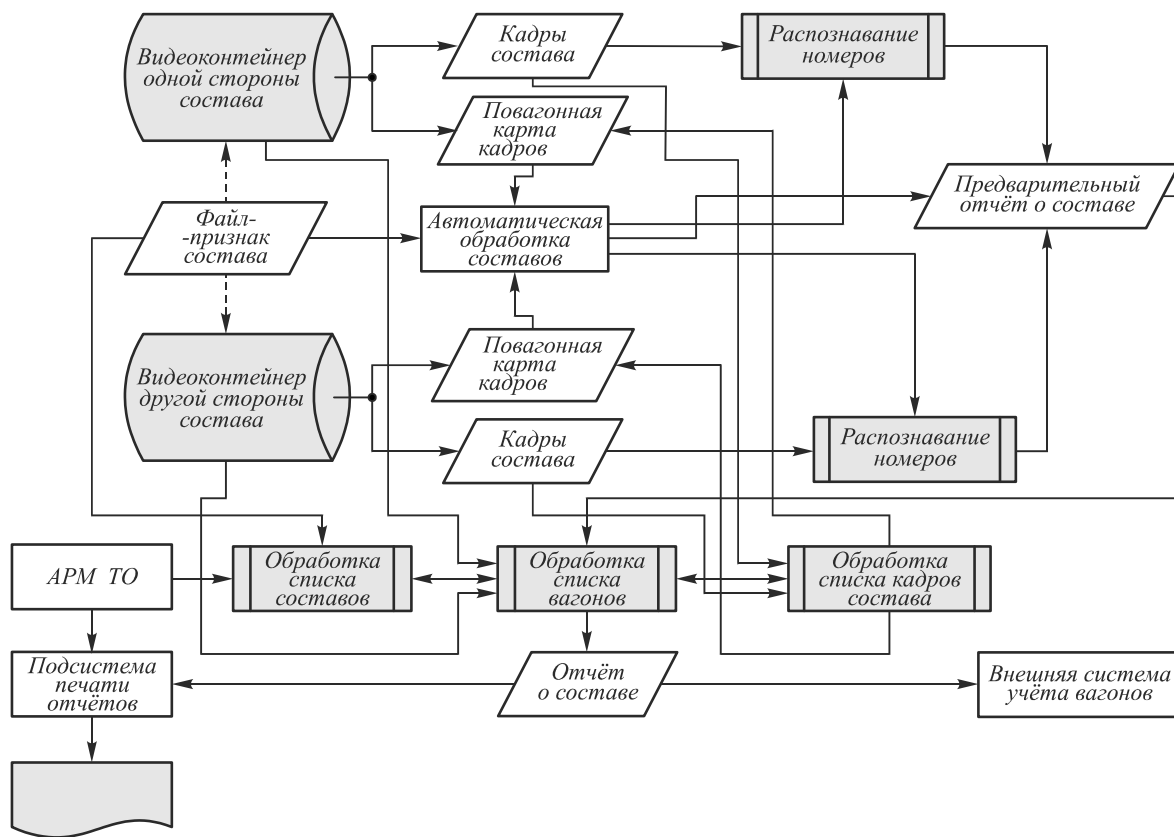 Видеоконтейнер
одной стороны
состава
Кадры
состава
Распознавание
номеров
Повагонная
карта
кадров
Предварительный
отчёт о составе
Файл-
-признак
состава
Автоматическая
обработка
составов
Видеоконтейнер
другой стороны
состава
Повагонная
карта
кадров
Кадры
состава
Распознавание
номеров
АРМ ТО
Обработка
списка
составов
Обработка
списка
вагонов
Обработка
списка кадров
состава
Подсистема
печати
отчётов
Отчёт
о составе
Внешняя система
учёта вагонов